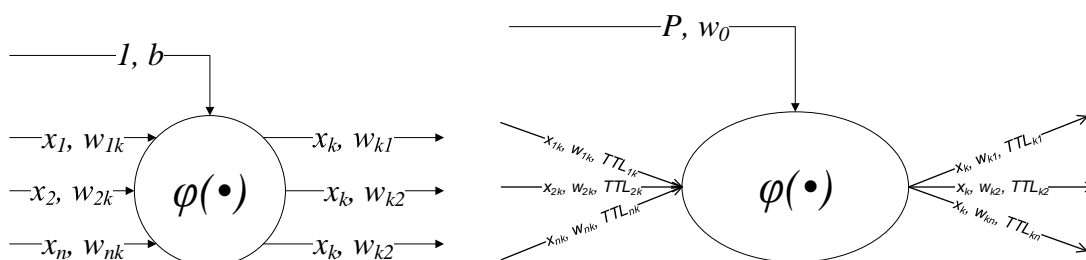 1, b
x1, w1k
x2, w2k
xn, wnk
φ(•)
xk, wk1
xk, wk2
xk, wk2
P, w0
x1k, w1k, TTL1k
x2k, w2k, TTL2k
xnk, wnk, TTLnk
φ(•)
xk, wk1, TTLk1
xk, wk2, TTLk2
xk, wkn, TTLkn